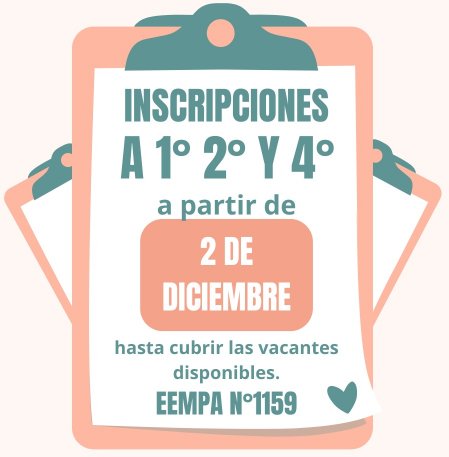 INSCRIPCIONES
A 1° 2° Y 4°
a partir de
2 DE
DICIEMBRE
hasta cubrir las vacantes
disponibles.
EEMPA N°1159